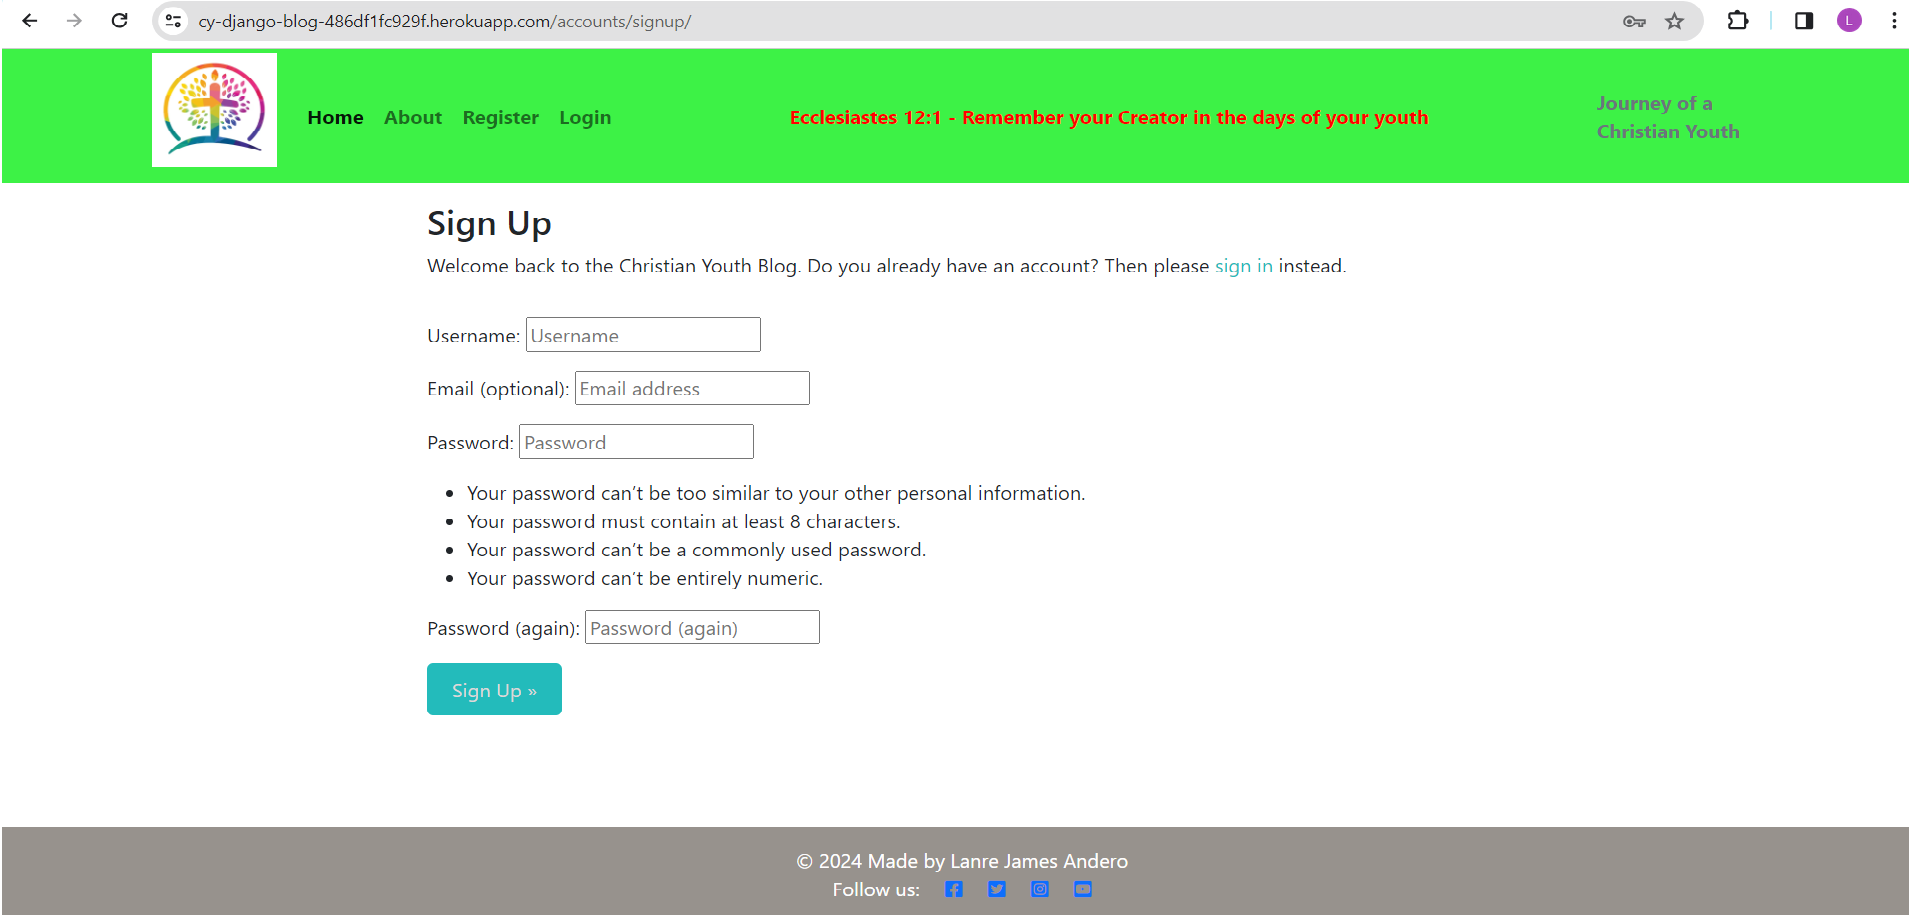 cy-django-blog-486df1fc929f.herokuapp.com/accounts/signup/
L
Home About Register Login
Ecclesiastes 12:1 - Remember your Creator in the days of your youth
Journey of a
Christian Youth
Sign Up
Welcome back to the Christian Youth Blog. Do you already have an account? Then please sign in instead.
Username: Username
Email (optional): Email address
Password: Password
• Your password can’t be too similar to your other personal information.
• Your password must contain at least 8 characters.
• Your password can’t be a commonly used password.
• Your password can’t be entirely numeric.
Password (again): Password (again)
Sign Up »
© 2024 Made by Lanre James Andero
Follow us: